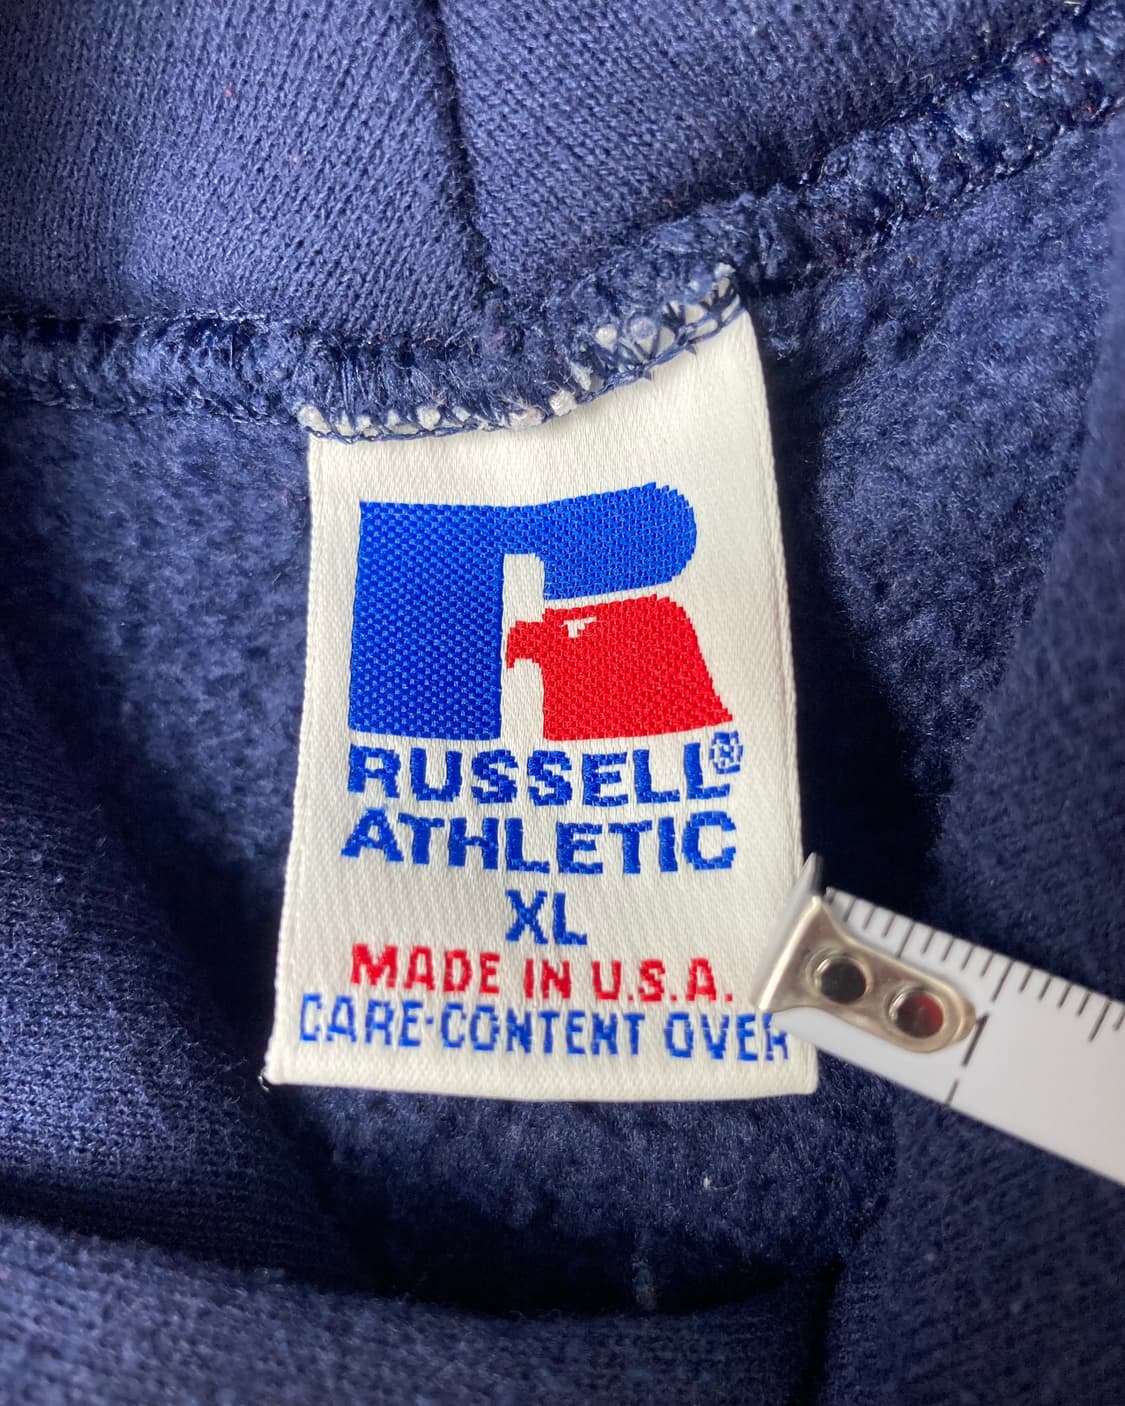 RUSSELL®
ATHLETIC
XL
MADE IN U.S.A.
CARE·CONTENT OVER
1